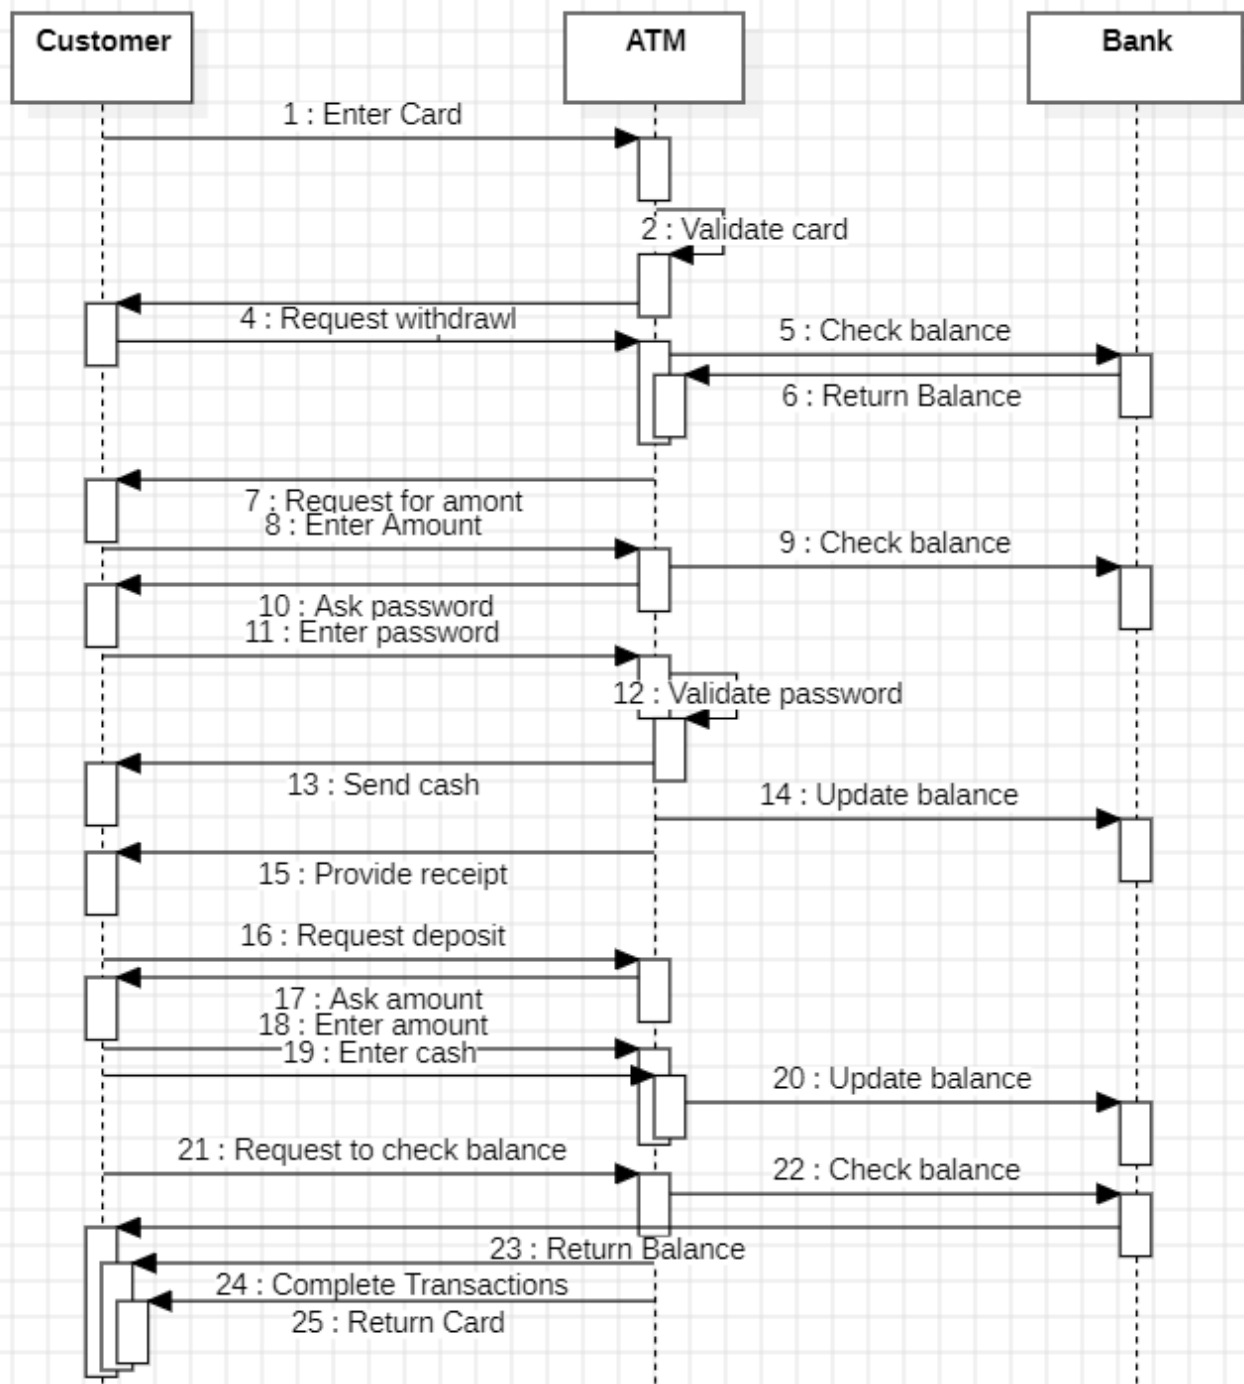 Customer
ATM
Bank
1 : Enter Card
2 : Validate card
4 : Request withdrawl
5 : Check balance
6 : Return Balance
7 : Request for amont
8 : Enter Amount
9 : Check balance
10 : Ask password
11 : Enter password
12 : Validate password
13 : Send cash
14 : Update balance
15 : Provide receipt
16 : Request deposit
17 : Ask amount
18 : Enter amount
19 : Enter cash
20 : Update balance
21 : Request to check balance
22 : Check balance
23 : Return Balance
24 : Complete Transactions
25 : Return Card